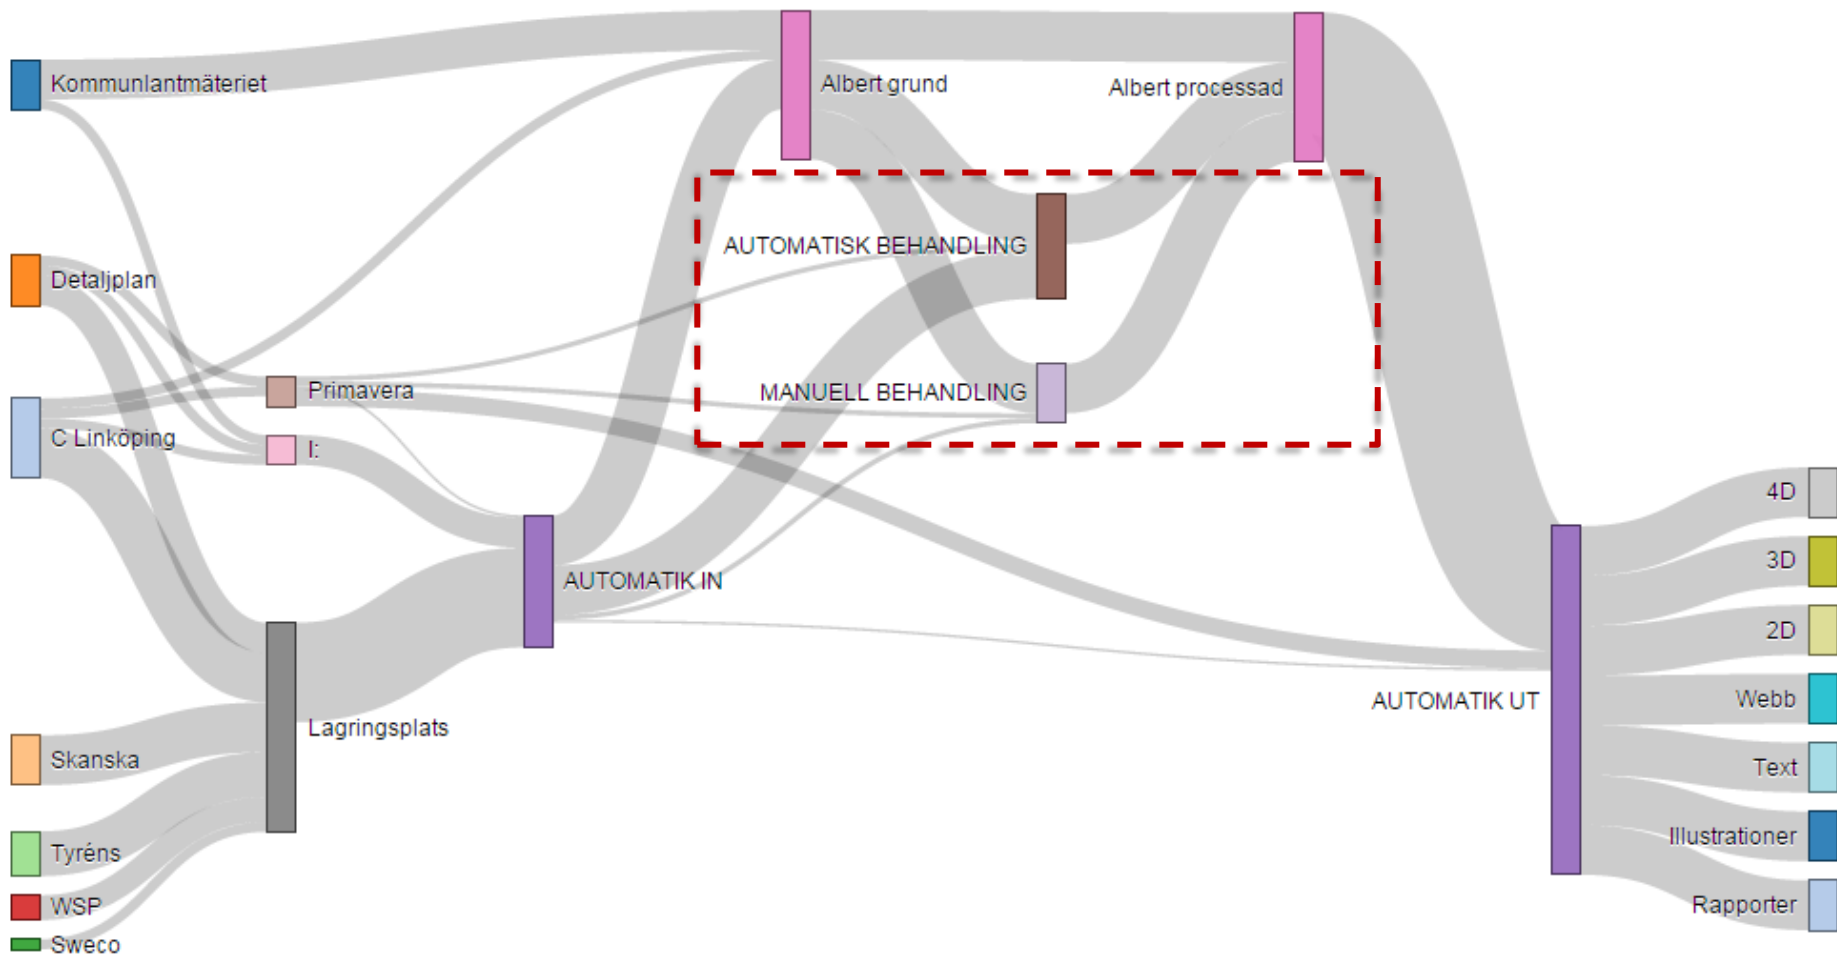 Kommunlantmäteriet
Albert grund
Albert processad
AUTOMATISK BEHANDLING
Detaljplan
Primavera
MANUELL BEHANDLING
C Linköping
I:
4D
3D
AUTOMATIK IN
2D
AUTOMATIK UT
Webb
Lagringsplats
Skanska
Text
Illustrationer
Tyréns
WSP
Rapporter
Sweco